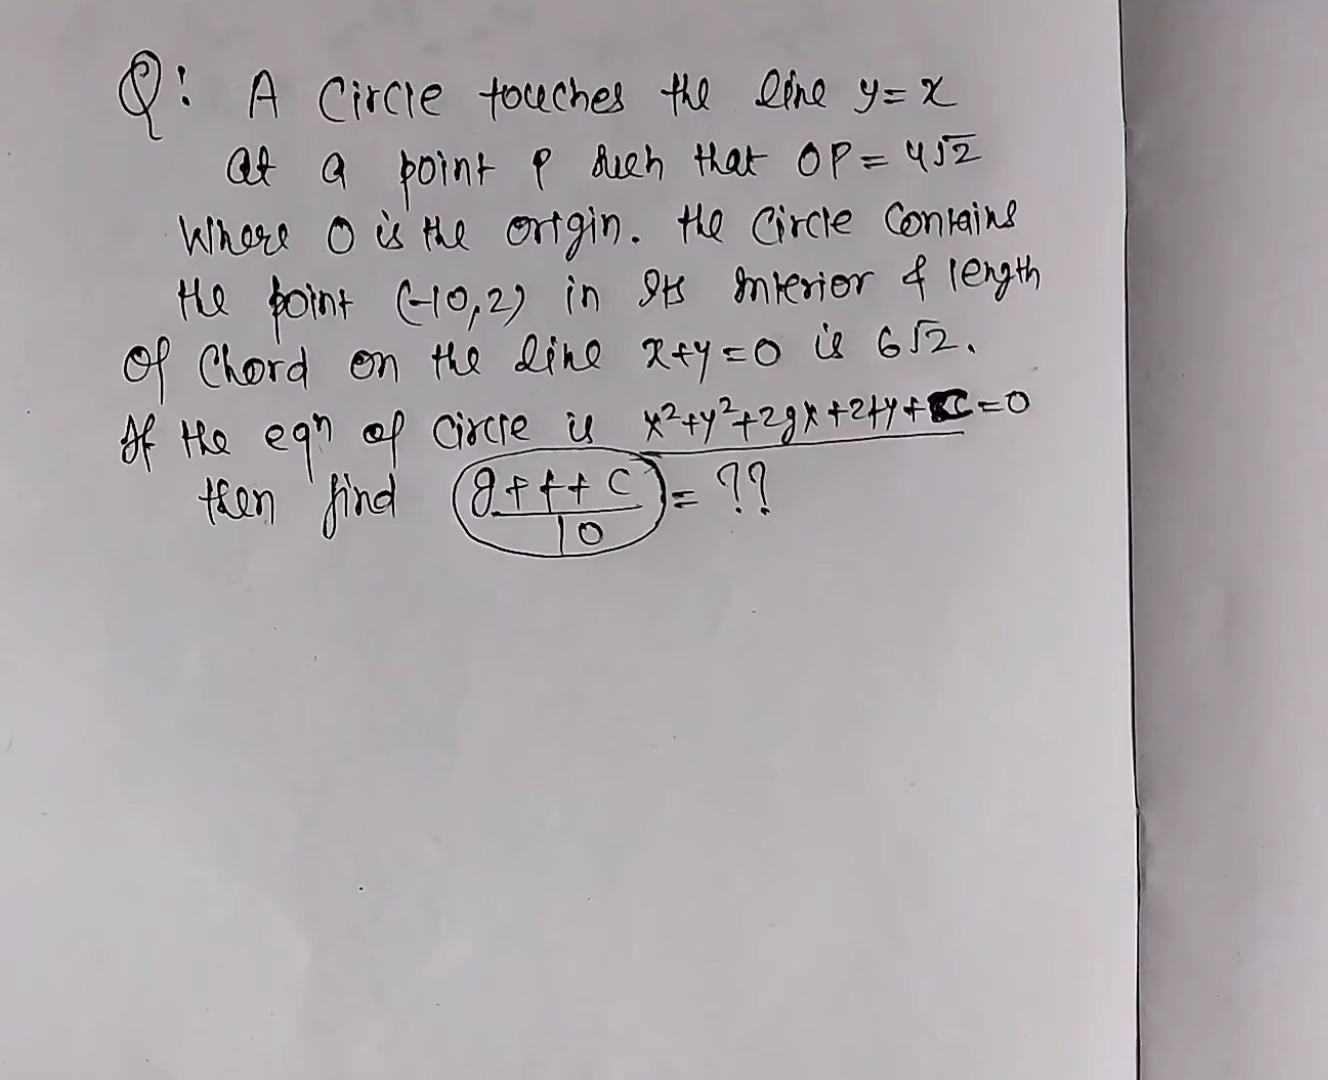 Q: A Circle touches the line y = x
at a point P such that OP = 4√2
Where O is the origin. the Circle Contains
the point (-10,2) in Its Interior & length
Of Chord on the line x+y=0 is 6√2.
If the eqn of Circle is x²+y²+2gx+2fy+C=0
then find (g+f+C)/10 = ??